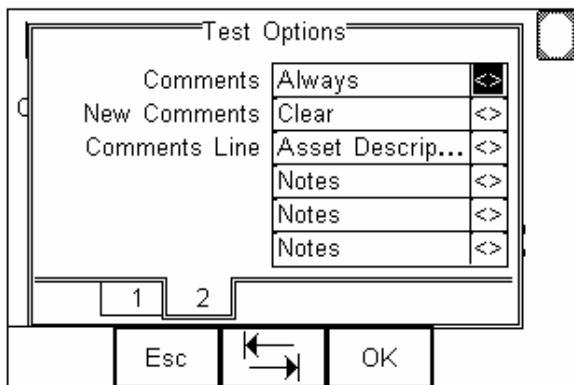 Test Options
Comments Always <>
New Comments Clear <>
Comments Line Asset Descrip... <>
Notes <>
Notes <>
Notes <>
1 2
Esc OK